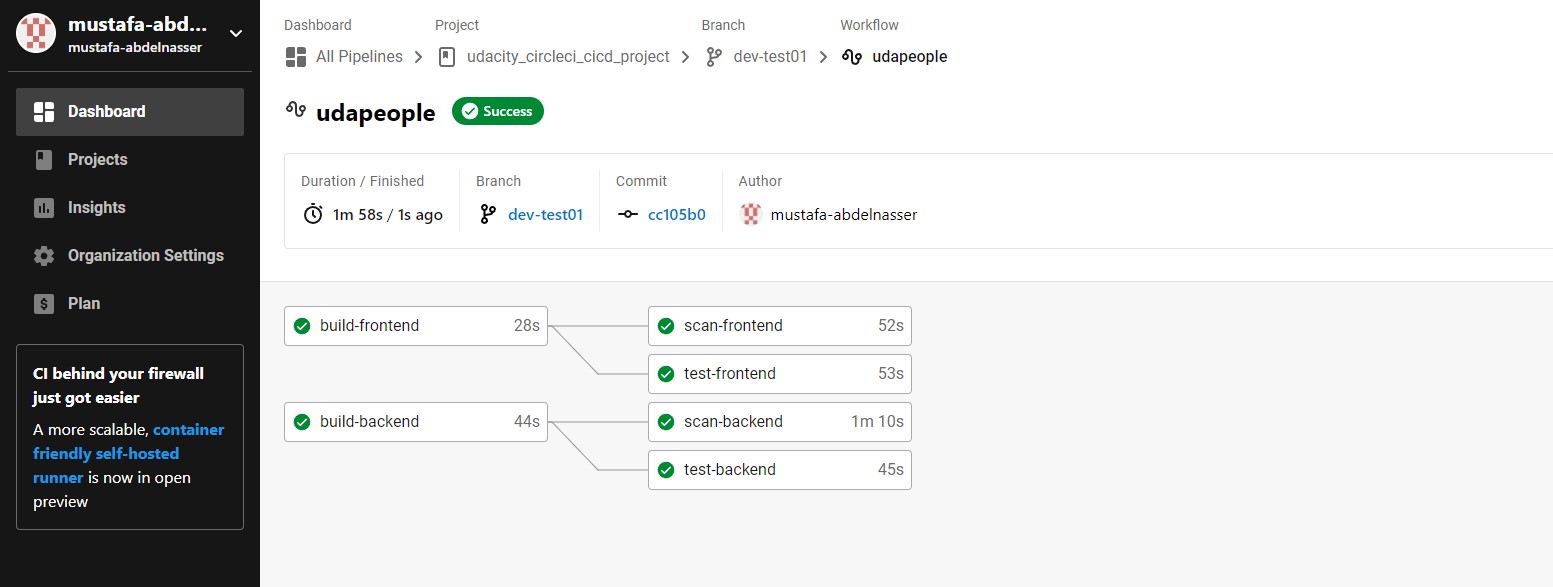 mustafa-abd...
mustafa-abdelnasser
Dashboard
Projects
Insights
Organization Settings
Plan
CI behind your firewall
just got easier
A more scalable, container
friendly self-hosted
runner is now in open
preview
Dashboard Project Branch Workflow
All Pipelines udacity_circleci_cicd_project dev-test01 udapeople
udapeople Success
Duration / Finished Branch Commit Author
1m 58s / 1s ago dev-test01 cc105b0 mustafa-abdelnasser
build-frontend 28s scan-frontend 52s
test-frontend 53s
build-backend 44s scan-backend 1m 10s
test-backend 45s